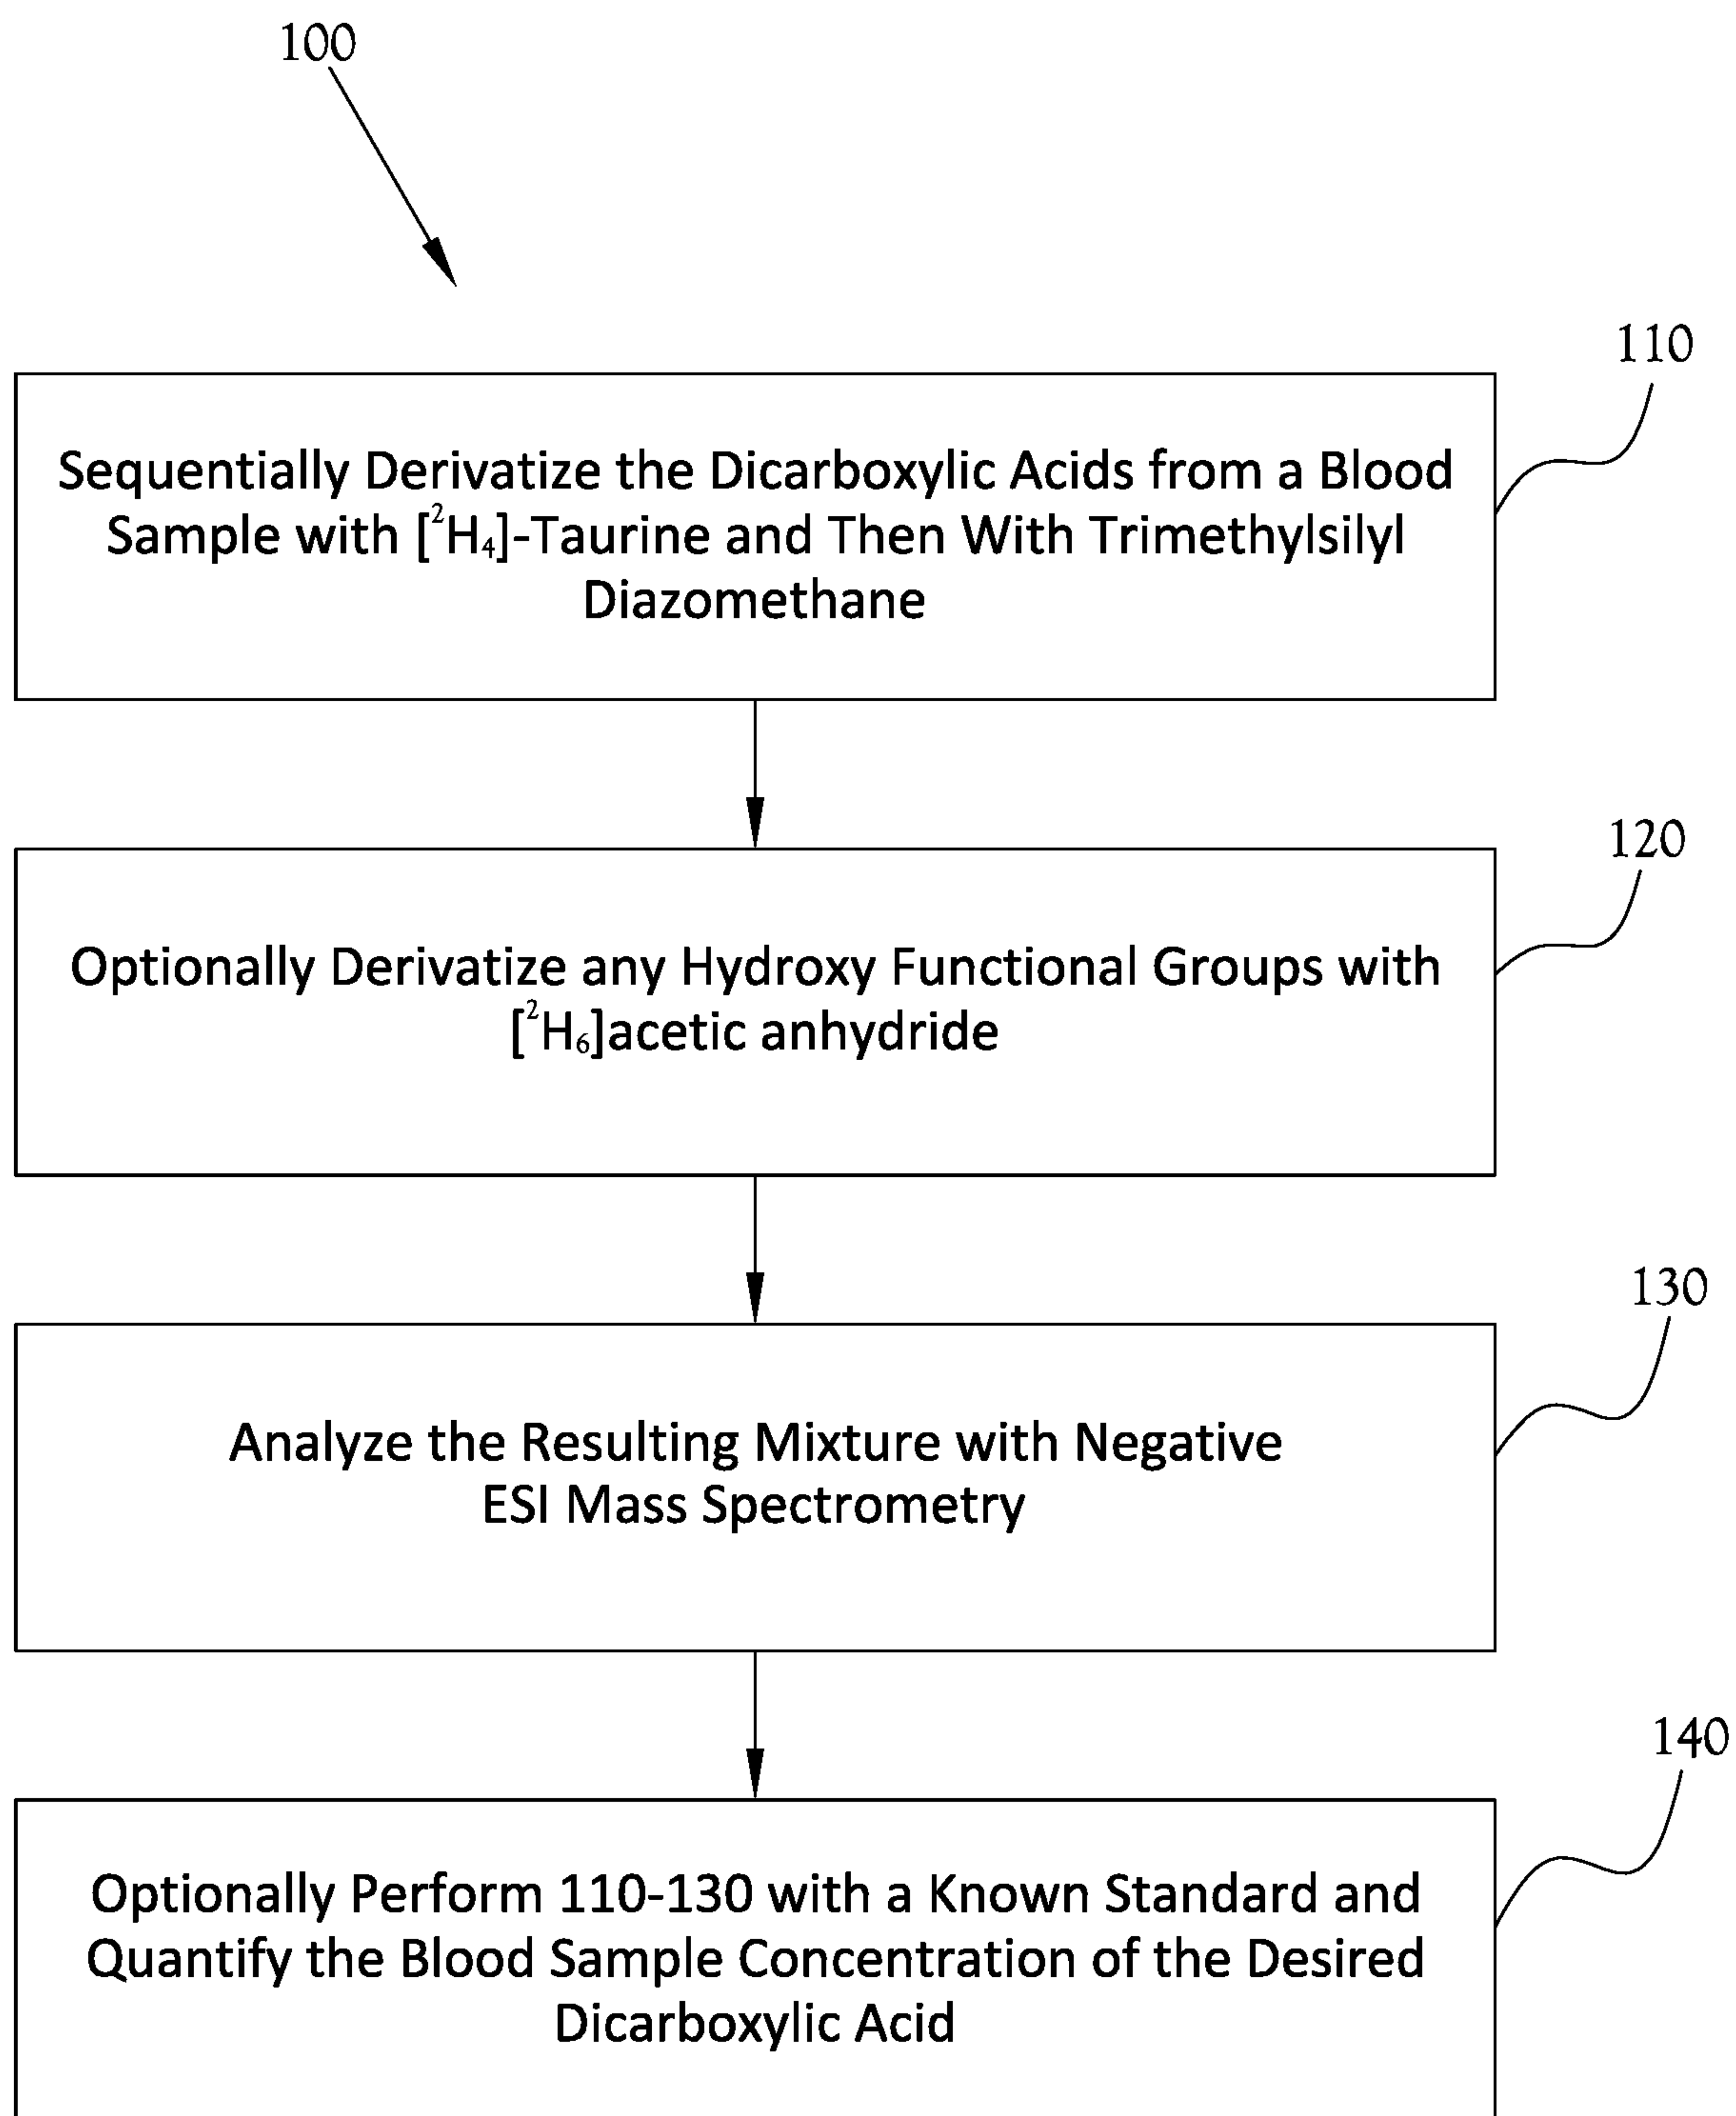 100
110
Sequentially Derivatize the Dicarboxylic Acids from a Blood
Sample with [²H₄]-Taurine and Then With Trimethylsilyl
Diazomethane
120
Optionally Derivatize any Hydroxy Functional Groups with
[²H₆]acetic anhydride
130
Analyze the Resulting Mixture with Negative
ESI Mass Spectrometry
140
Optionally Perform 110-130 with a Known Standard and
Quantify the Blood Sample Concentration of the Desired
Dicarboxylic Acid